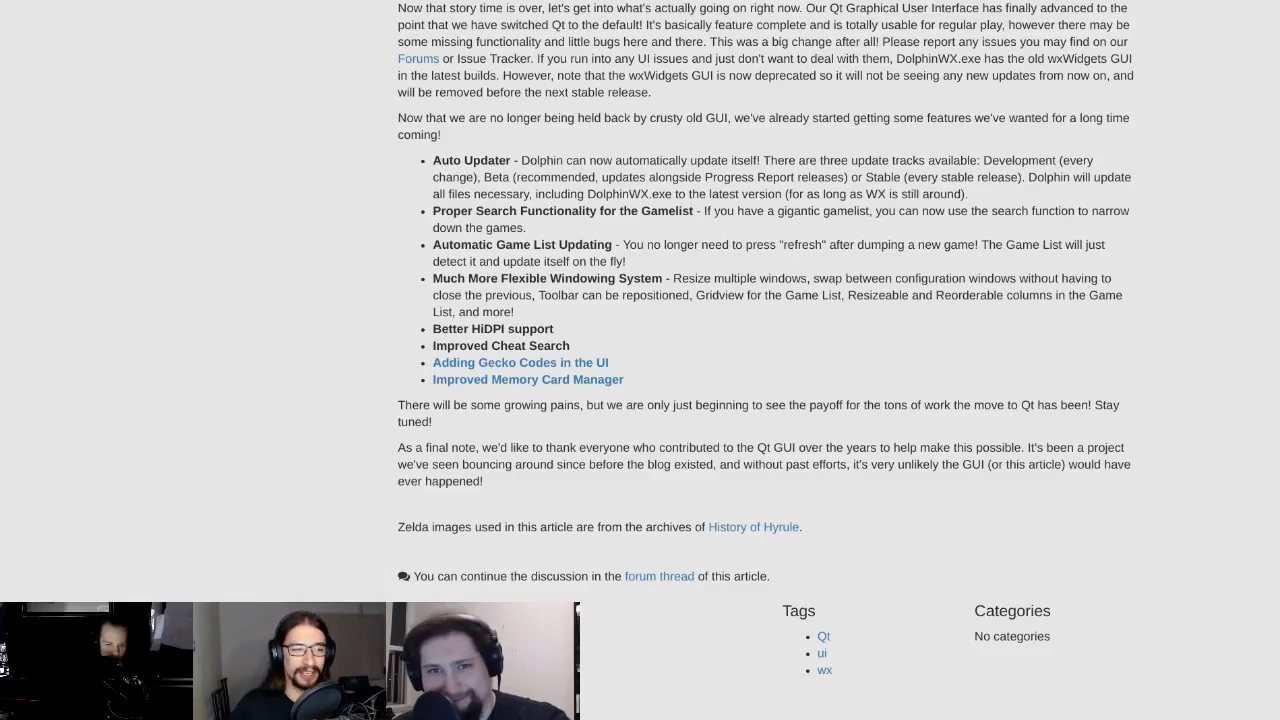 Now that story time is over, let's get into what's actually going on right now. Our Qt Graphical User Interface has finally advanced to the
point that we have switched Qt to the default! It's basically feature complete and is totally usable for regular play, however there may be
some missing functionality and little bugs here and there. This was a big change after all! Please report any issues you may find on our
Forums or Issue Tracker. If you run into any UI issues and just don't want to deal with them, DolphinWX.exe has the old wxWidgets GUI
in the latest builds. However, note that the wxWidgets GUI is now deprecated so it will not be seeing any new updates from now on, and
will be removed before the next stable release.
Now that we are no longer being held back by crusty old GUI, we've already started getting some features we've wanted for a long time
coming!
• Auto Updater - Dolphin can now automatically update itself! There are three update tracks available: Development (every
change), Beta (recommended, updates alongside Progress Report releases) or Stable (every stable release). Dolphin will update
all files necessary, including DolphinWX.exe to the latest version (for as long as WX is still around).
• Proper Search Functionality for the Gamelist - If you have a gigantic gamelist, you can now use the search function to narrow
down the games.
• Automatic Game List Updating - You no longer need to press "refresh" after dumping a new game! The Game List will just
detect it and update itself on the fly!
• Much More Flexible Windowing System - Resize multiple windows, swap between configuration windows without having to
close the previous, Toolbar can be repositioned, Gridview for the Game List, Resizeable and Reorderable columns in the Game
List, and more!
• Better HiDPI support
• Improved Cheat Search
• Adding Gecko Codes in the UI
• Improved Memory Card Manager
There will be some growing pains, but we are only just beginning to see the payoff for the tons of work the move to Qt has been! Stay
tuned!
As a final note, we'd like to thank everyone who contributed to the Qt GUI over the years to help make this possible. It's been a project
we've seen bouncing around since before the blog existed, and without past efforts, it's very unlikely the GUI (or this article) would have
ever happened!
Zelda images used in this article are from the archives of History of Hyrule.
You can continue the discussion in the forum thread of this article.
Tags
• Qt
• ui
• wx
Categories
No categories